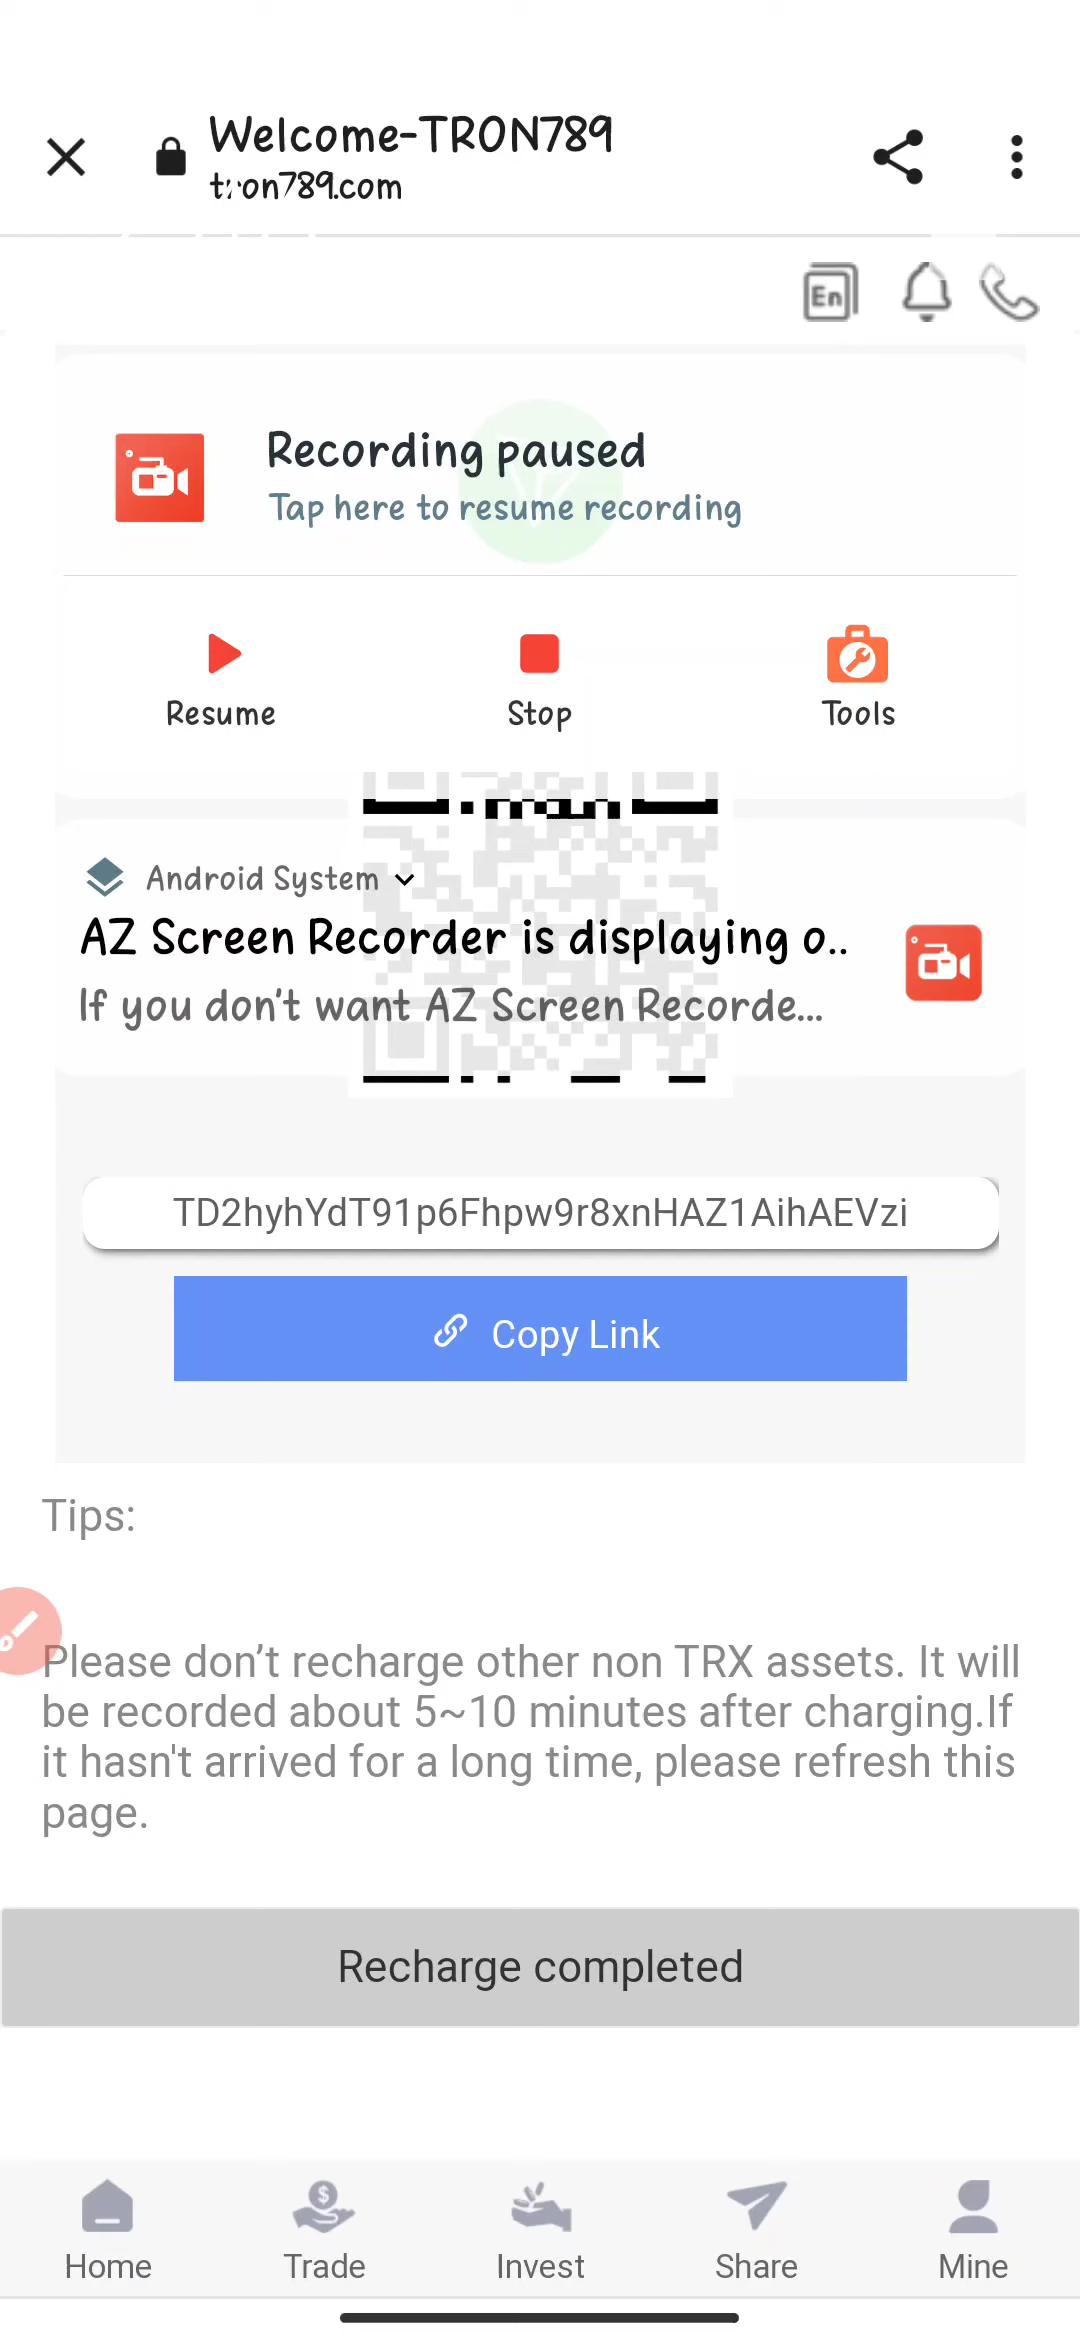 Welcome-TRON789
tron789.com
En
Recording paused
Tap here to resume recording
Resume
Stop
Tools
Android System
AZ Screen Recorder is displaying o..
If you don't want AZ Screen Recorde...
TD2hyhYdT91p6Fhpw9r8xnHAZ1AihAEVzi
Copy Link
Tips:
Please don't recharge other non TRX assets. It will
be recorded about 5~10 minutes after charging.If
it hasn't arrived for a long time, please refresh this
page.
Recharge completed
Home
Trade
Invest
Share
Mine